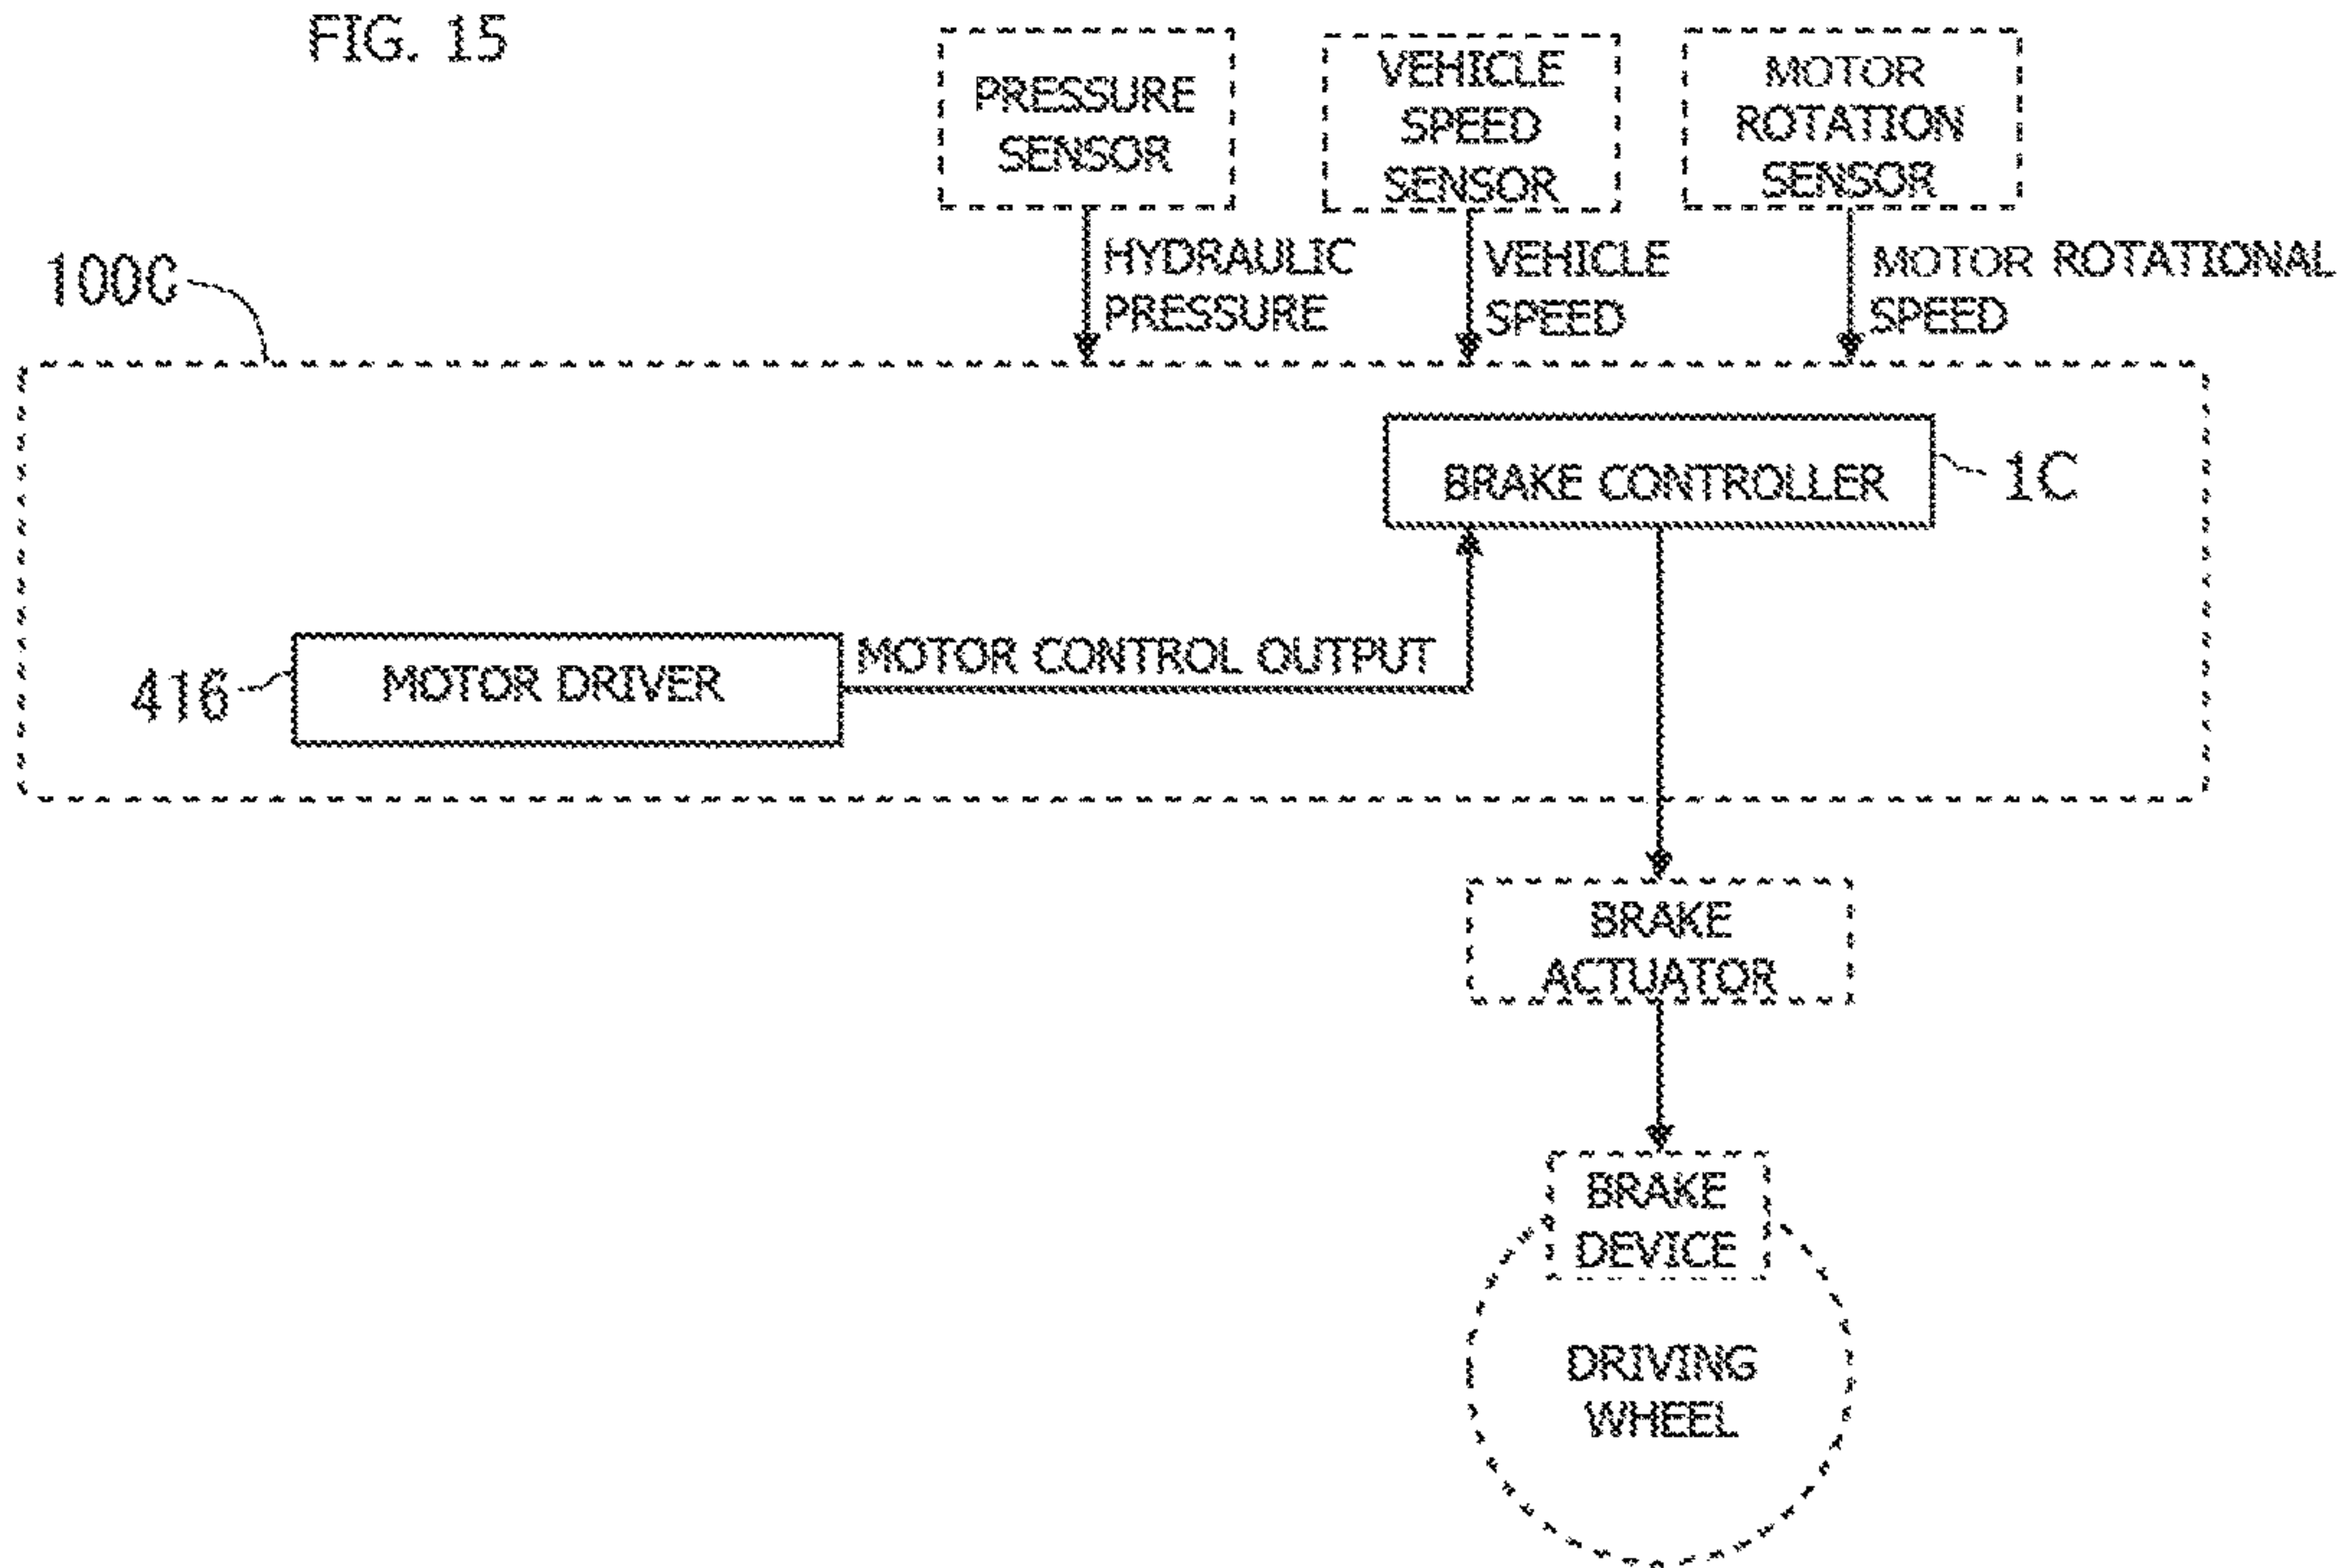 FIG. 15
PRESSURE
SENSOR
VEHICLE
SPEED
SENSOR
MOTOR
ROTATION
SENSOR
HYDRAULIC
PRESSURE
VEHICLE
SPEED
MOTOR ROTATIONAL
SPEED
100C
BRAKE CONTROLLER
1C
MOTOR CONTROL OUTPUT
416
MOTOR DRIVER
BRAKE
ACTUATOR
BRAKE
DEVICE
DRIVING
WHEEL